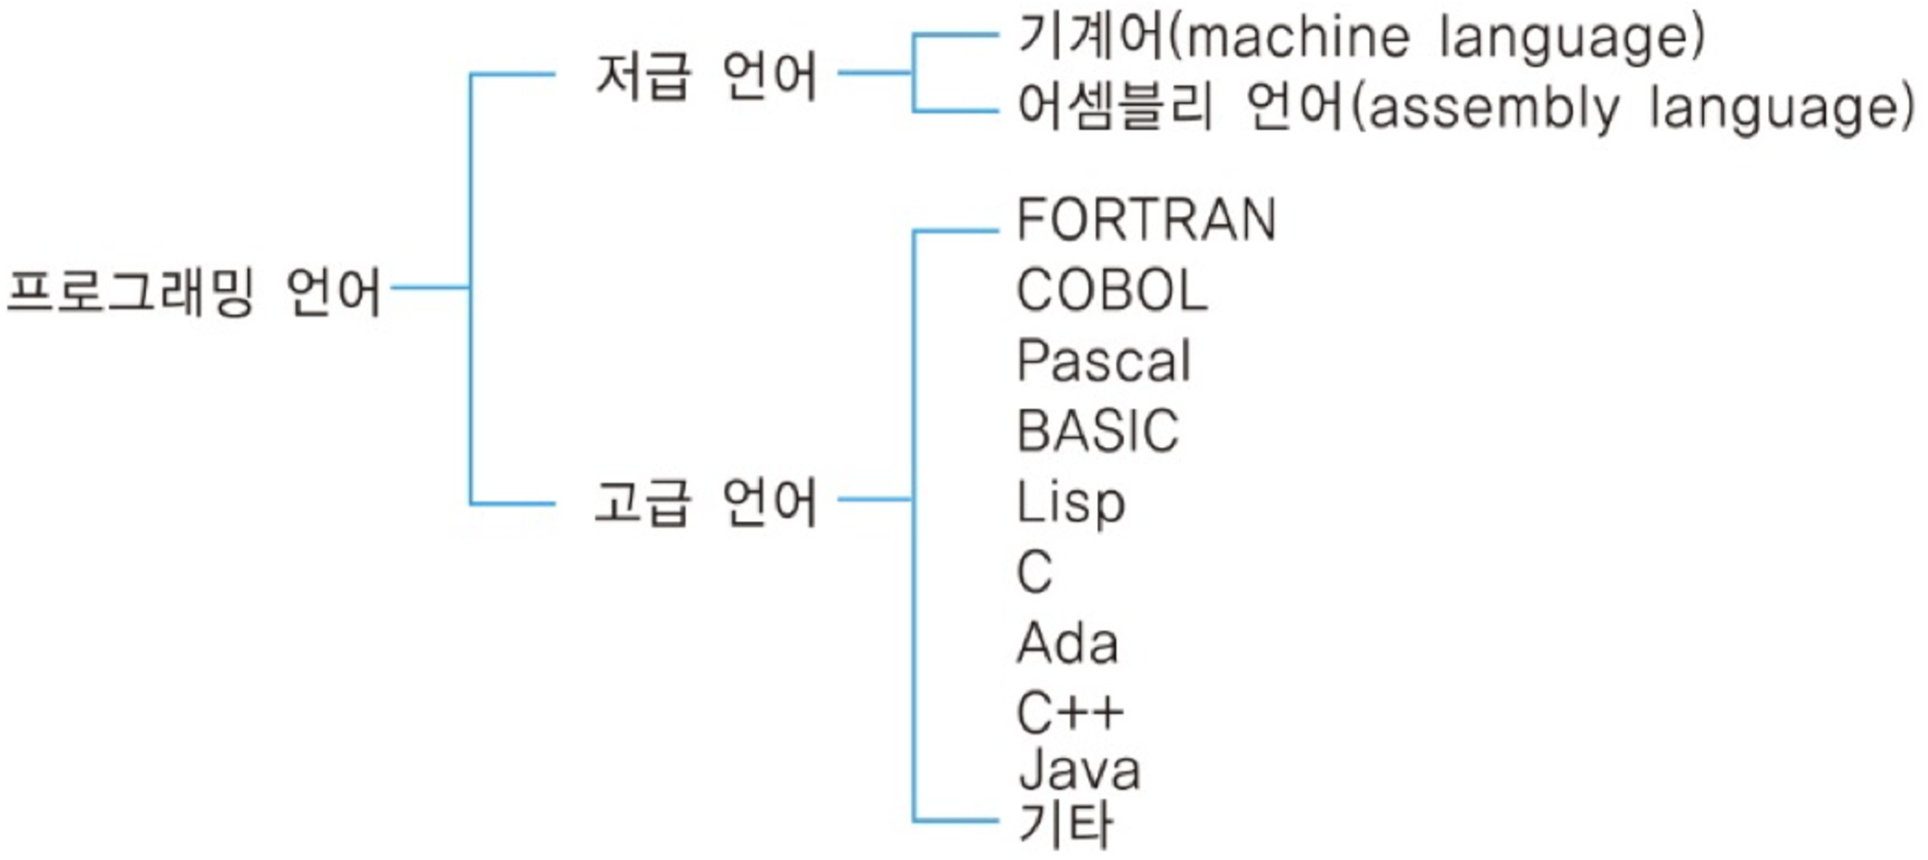 프로그래밍 언어
저급 언어
기계어(machine language)
어셈블리 언어(assembly language)
고급 언어
FORTRAN
COBOL
Pascal
BASIC
Lisp
C
Ada
C++
Java
기타